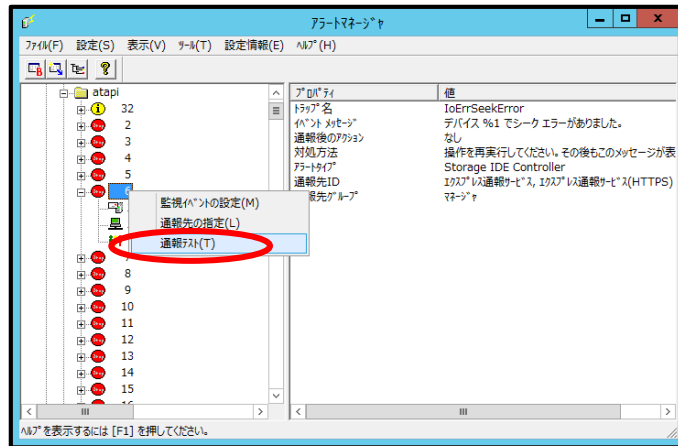 アラートマネージャ
ファイル(F) 設定(S) 表示(V) ツール(T) 設定情報(E) ヘルプ(H)
atapi
32
2
3
4
5
6
7
8
9
10
11
12
13
14
15
16
監視イベントの設定(M)
通報先の指定(L)
通報テスト(T)
プロパティ 値
トラップ名 IoErrSeekError
イベント メッセージ デバイス %1 でシーク エラーがありました。
通報後のアクション なし
対処方法 操作を再実行してください。その後もこのメッセージが表
アラートタイプ Storage IDE Controller
通報先ID エクスプレス通報サービス, エクスプレス通報サービス(HTTPS)
報先グループ マネージャ
ヘルプを表示するには [F1] を押してください。